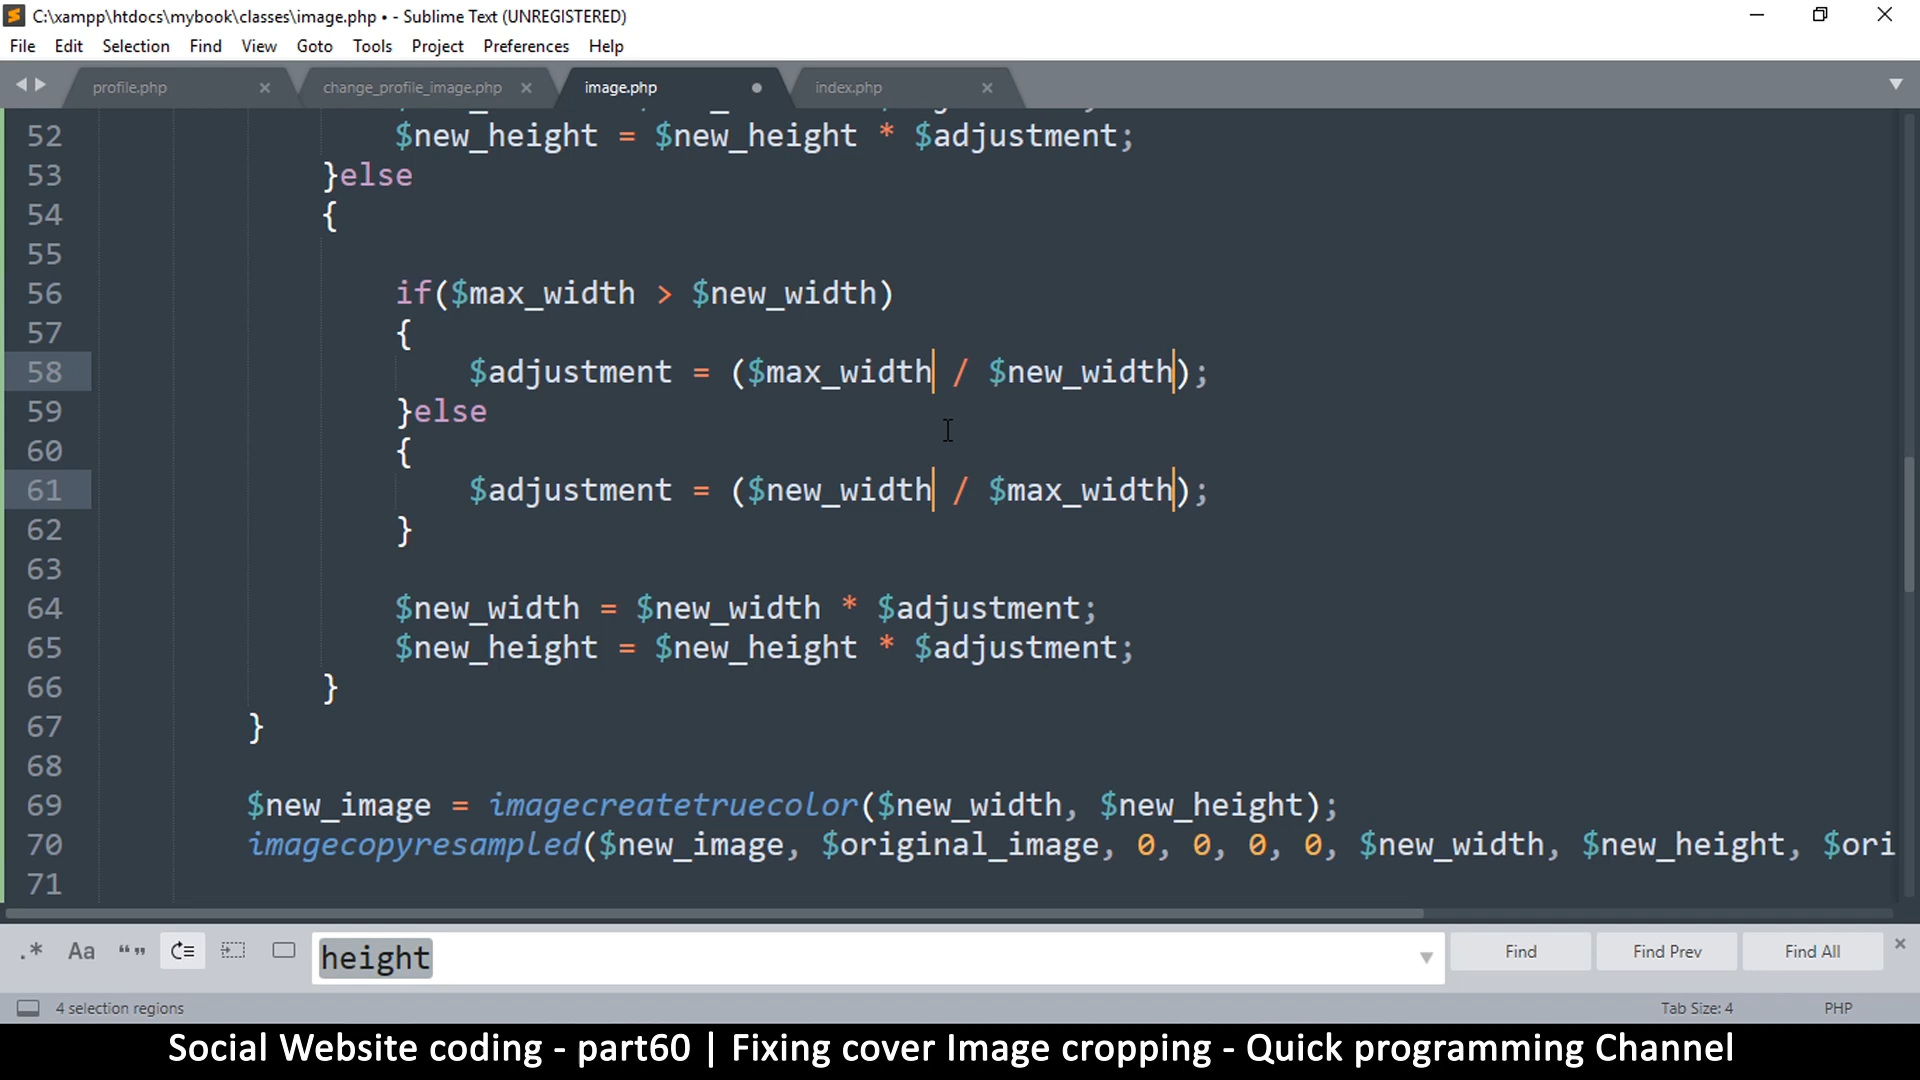 C:\xampp\htdocs\mybook\classes\image.php • - Sublime Text (UNREGISTERED)
File Edit Selection Find View Goto Tools Project Preferences Help
profile.php change_profile_image.php image.php index.php
52 $new_height = $new_height * $adjustment;
53 }else
54 {
55
56 if($max_width > $new_width)
57 {
58 $adjustment = ($max_width / $new_width);
59 }else
60 {
61 $adjustment = ($new_width / $max_width);
62 }
63
64 $new_width = $new_width * $adjustment;
65 $new_height = $new_height * $adjustment;
66 }
67 }
68
69 $new_image = imagecreatetruecolor($new_width, $new_height);
70 imagecopyresampled($new_image, $original_image, 0, 0, 0, 0, $new_width, $new_height, $ori
71
.* Aa “” height Find Find Prev Find All
4 selection regions Tab Size: 4 PHP
Social Website coding - part60 | Fixing cover Image cropping - Quick programming Channel